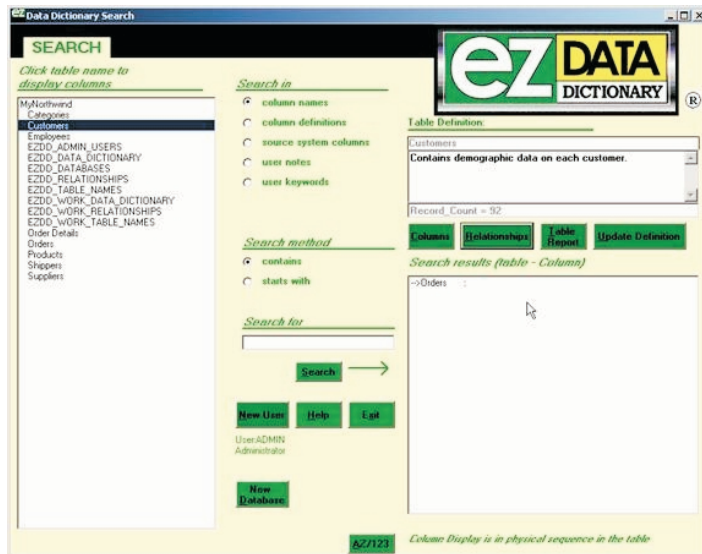 Data Dictionary Search
SEARCH
ez DATA DICTIONARY
®
Click table name to
display columns
MyNorthwind
Categories
Customers
Employees
EZDD_ADMIN_USERS
EZDD_DATA_DICTIONARY
EZDD_DATABASES
EZDD_RELATIONSHIPS
EZDD_TABLE_NAMES
EZDD_WORK_DATA_DICTIONARY
EZDD_WORK_RELATIONSHIPS
EZDD_WORK_TABLE_NAMES
Order Details
Orders
Products
Shippers
Suppliers
Search in
column names
column definitions
source system columns
user notes
user keywords
Search method
contains
starts with
Search for
Search
New User
Help
Exit
User:ADMIN
Administrator
New
Database
AZ/123
Table Definition:
Customers
Contains demographic data on each customer.
Record_Count = 92
Columns
Relationships
Table
Report
Update Definition
Search results (table - Column)
-->Orders :
Column Display is in physical sequence in the table